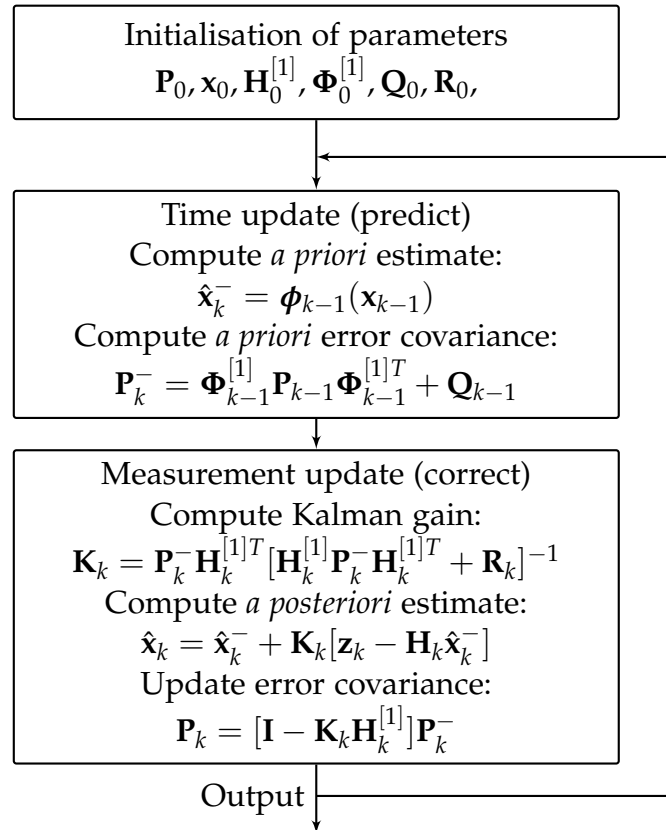 Initialisation of parameters
𝐏₀, 𝐱₀, 𝐇₀^[1], 𝚽₀^[1], 𝐐₀, 𝐑₀,
Time update (predict)
Compute a priori estimate:
𝐱̂ₖ⁻ = 𝝓ₖ₋₁(𝐱ₖ₋₁)
Compute a priori error covariance:
𝐏ₖ⁻ = 𝚽ₖ₋₁^[1] 𝐏ₖ₋₁ 𝚽ₖ₋₁^[1]T + 𝐐ₖ₋₁
Measurement update (correct)
Compute Kalman gain:
𝐊ₖ = 𝐏ₖ⁻ 𝐇ₖ^[1]T [𝐇ₖ^[1] 𝐏ₖ⁻ 𝐇ₖ^[1]T + 𝐑ₖ]⁻¹
Compute a posteriori estimate:
𝐱̂ₖ = 𝐱̂ₖ⁻ + 𝐊ₖ[𝐳ₖ − 𝐇ₖ𝐱̂ₖ⁻]
Update error covariance:
𝐏ₖ = [𝐈 − 𝐊ₖ𝐇ₖ^[1]]𝐏ₖ⁻
Output